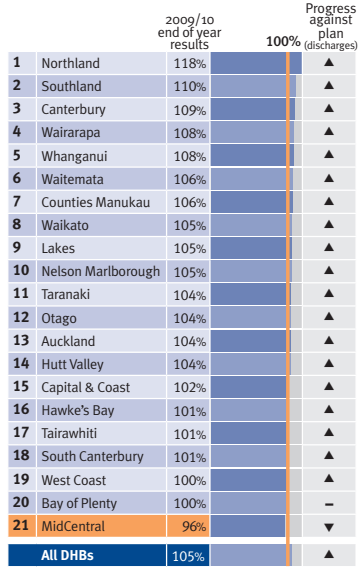 2009/10
end of year
results
100%
Progress
against
plan
(discharges)
1 Northland 118% ▲
2 Southland 110% ▲
3 Canterbury 109% ▲
4 Wairarapa 108% ▲
5 Whanganui 108% ▲
6 Waitemata 106% ▲
7 Counties Manukau 106% ▲
8 Waikato 105% ▲
9 Lakes 105% ▲
10 Nelson Marlborough 105% ▲
11 Taranaki 104% ▲
12 Otago 104% ▲
13 Auckland 104% ▲
14 Hutt Valley 104% ▲
15 Capital & Coast 102% ▲
16 Hawke's Bay 101% ▲
17 Tairawhiti 101% ▲
18 South Canterbury 101% ▲
19 West Coast 100% ▲
20 Bay of Plenty 100% –
21 MidCentral 96% ▼
All DHBs 105% ▲